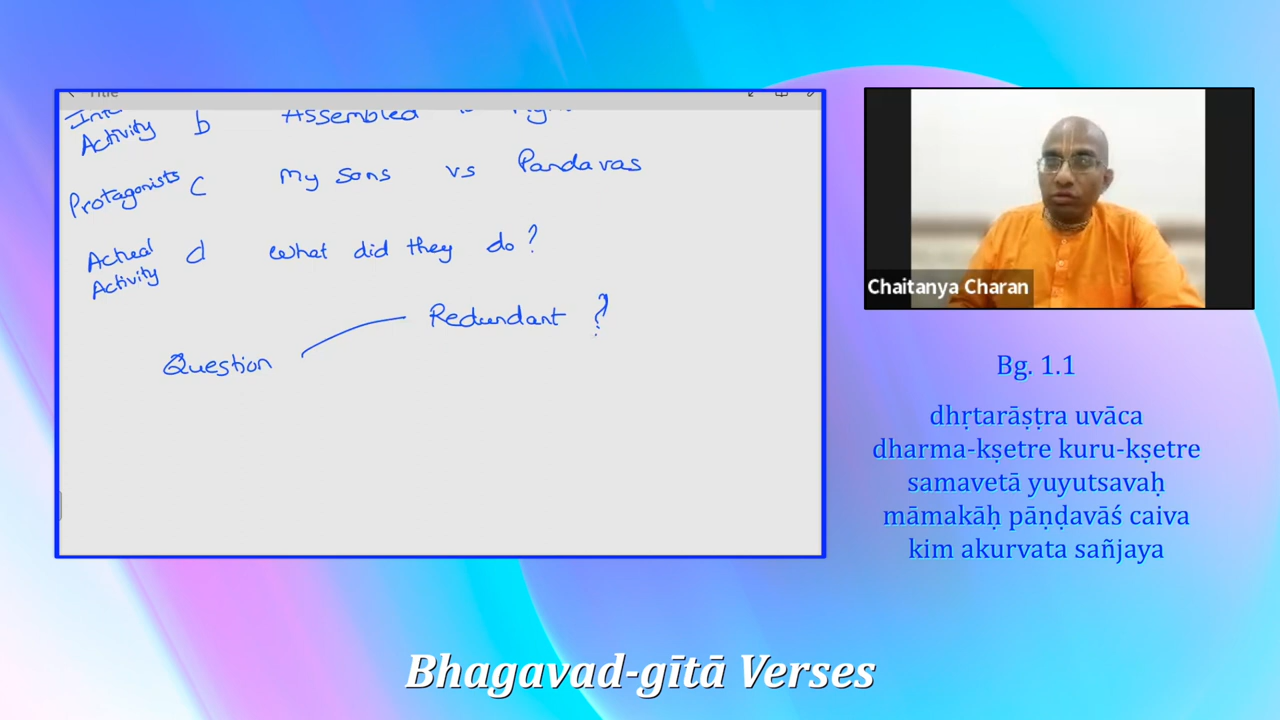 Title
Activity b Assembled
Protagonists c My sons vs Pandavas
Actual d What did they do?
Activity
Redundant ?
Question
Chaitanya Charan
Bg. 1.1
dhṛtarāṣṭra uvāca
dharma-kṣetre kuru-kṣetre
samavetā yuyutsavaḥ
māmakāḥ pāṇḍavāś caiva
kim akurvata sañjaya
Bhagavad-gītā Verses